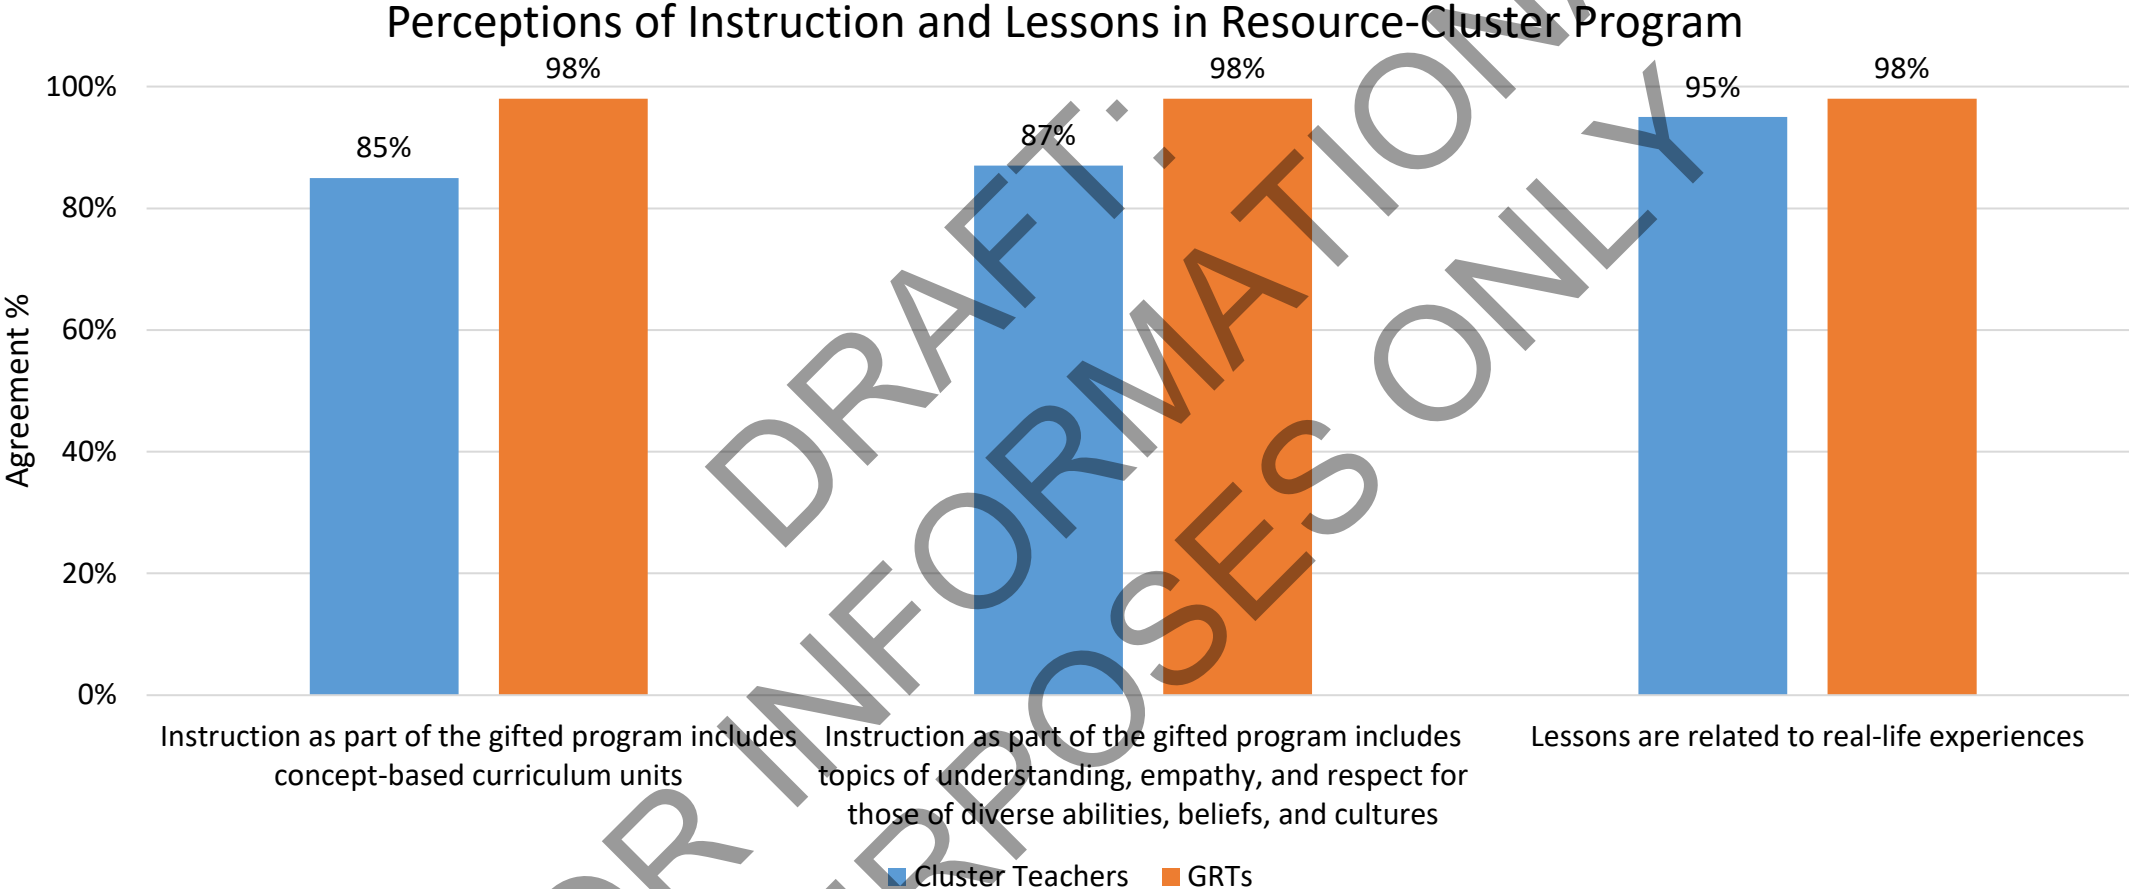 Perceptions of Instruction and Lessons in Resource-Cluster Program
Agreement %
100%
80%
60%
40%
20%
0%
85%
98%
87%
98%
95%
98%
Instruction as part of the gifted program includes
concept-based curriculum units
Instruction as part of the gifted program includes
topics of understanding, empathy, and respect for
those of diverse abilities, beliefs, and cultures
Lessons are related to real-life experiences
Cluster Teachers
GRTs
DRAFT:
INFORMATION
ONLY